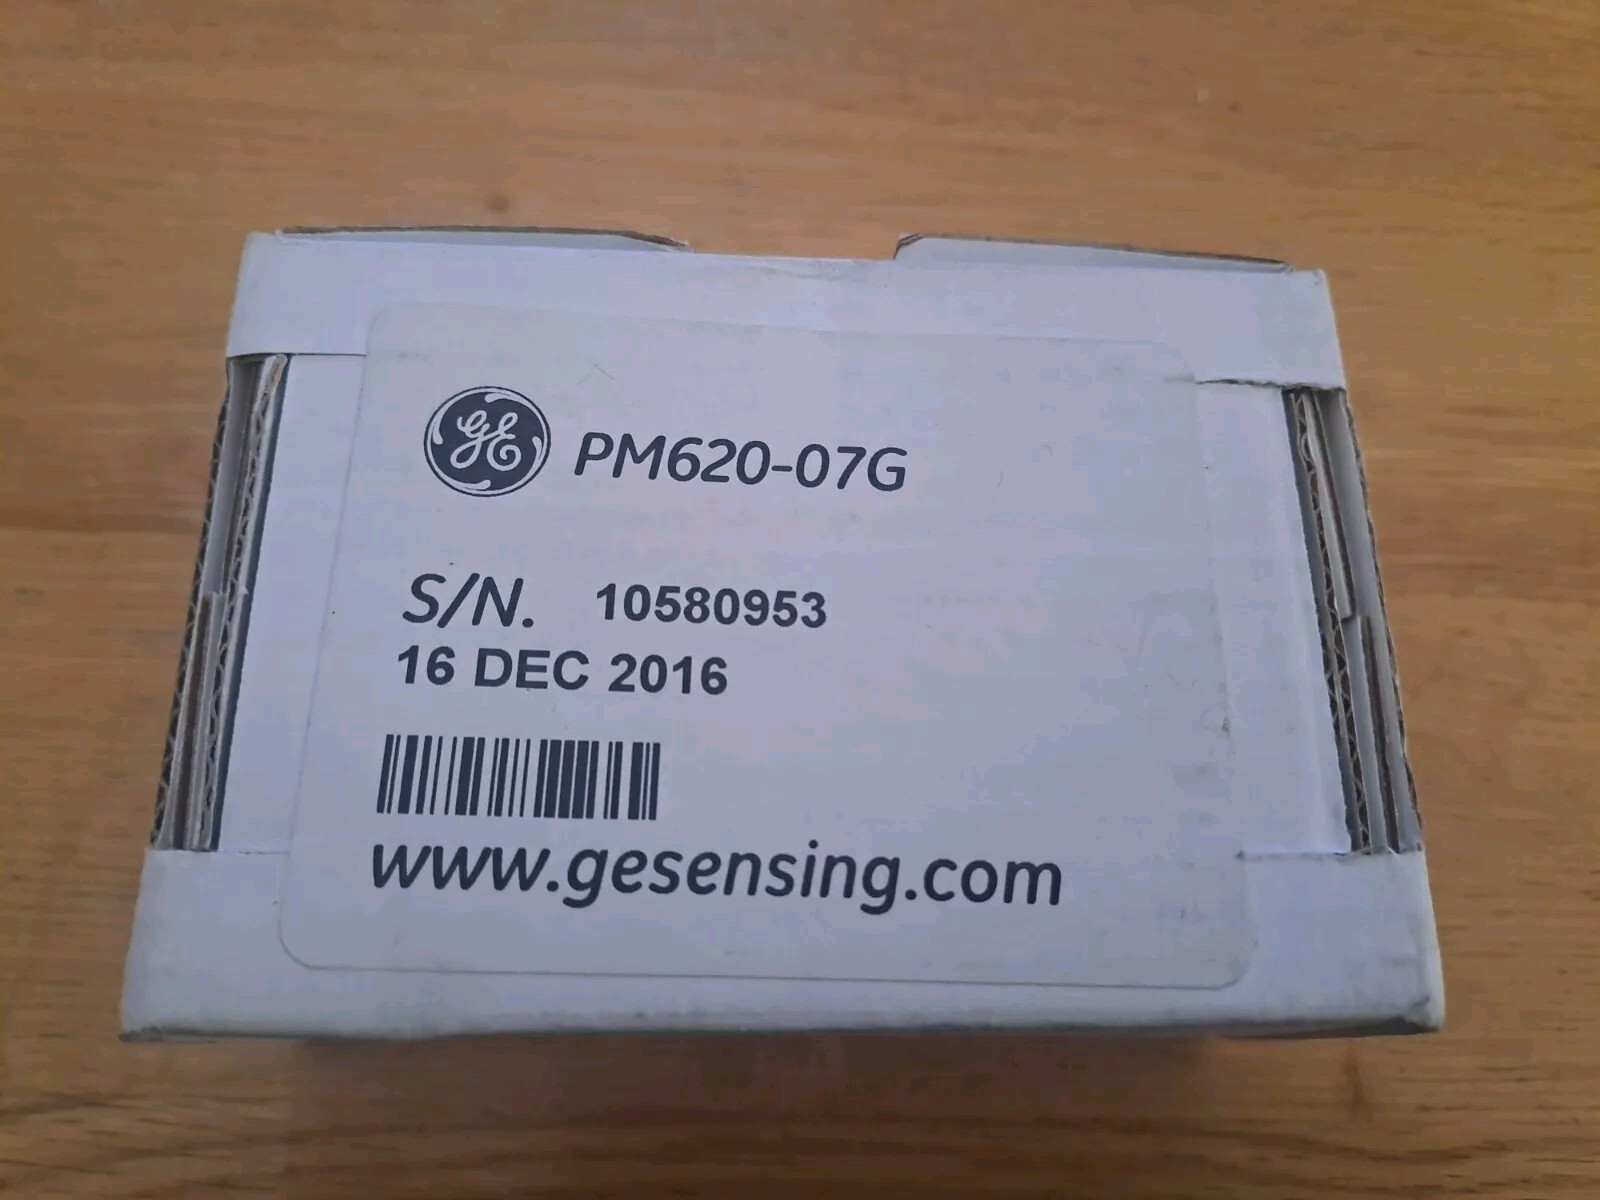 GE PM620-07G
S/N. 10580953
16 DEC 2016
www.gesensing.com